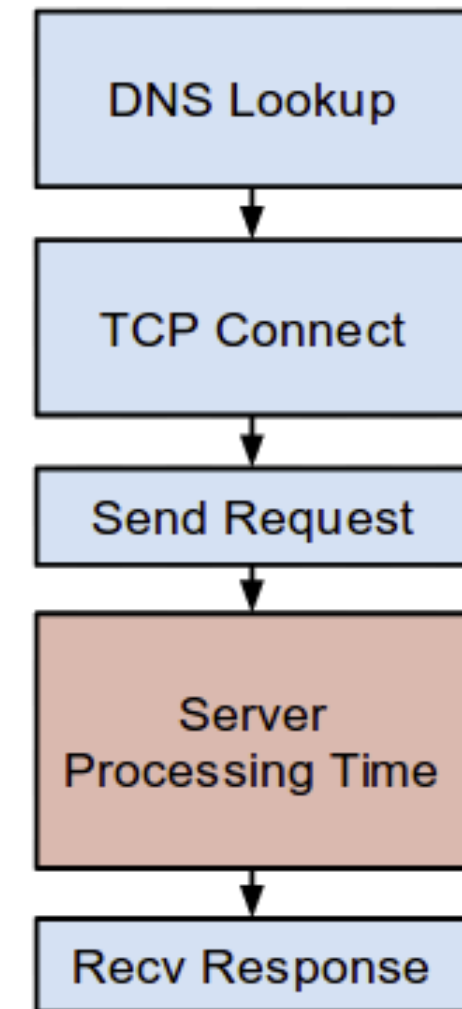 DNS Lookup
TCP Connect
Send Request
Server
Processing Time
Recv Response